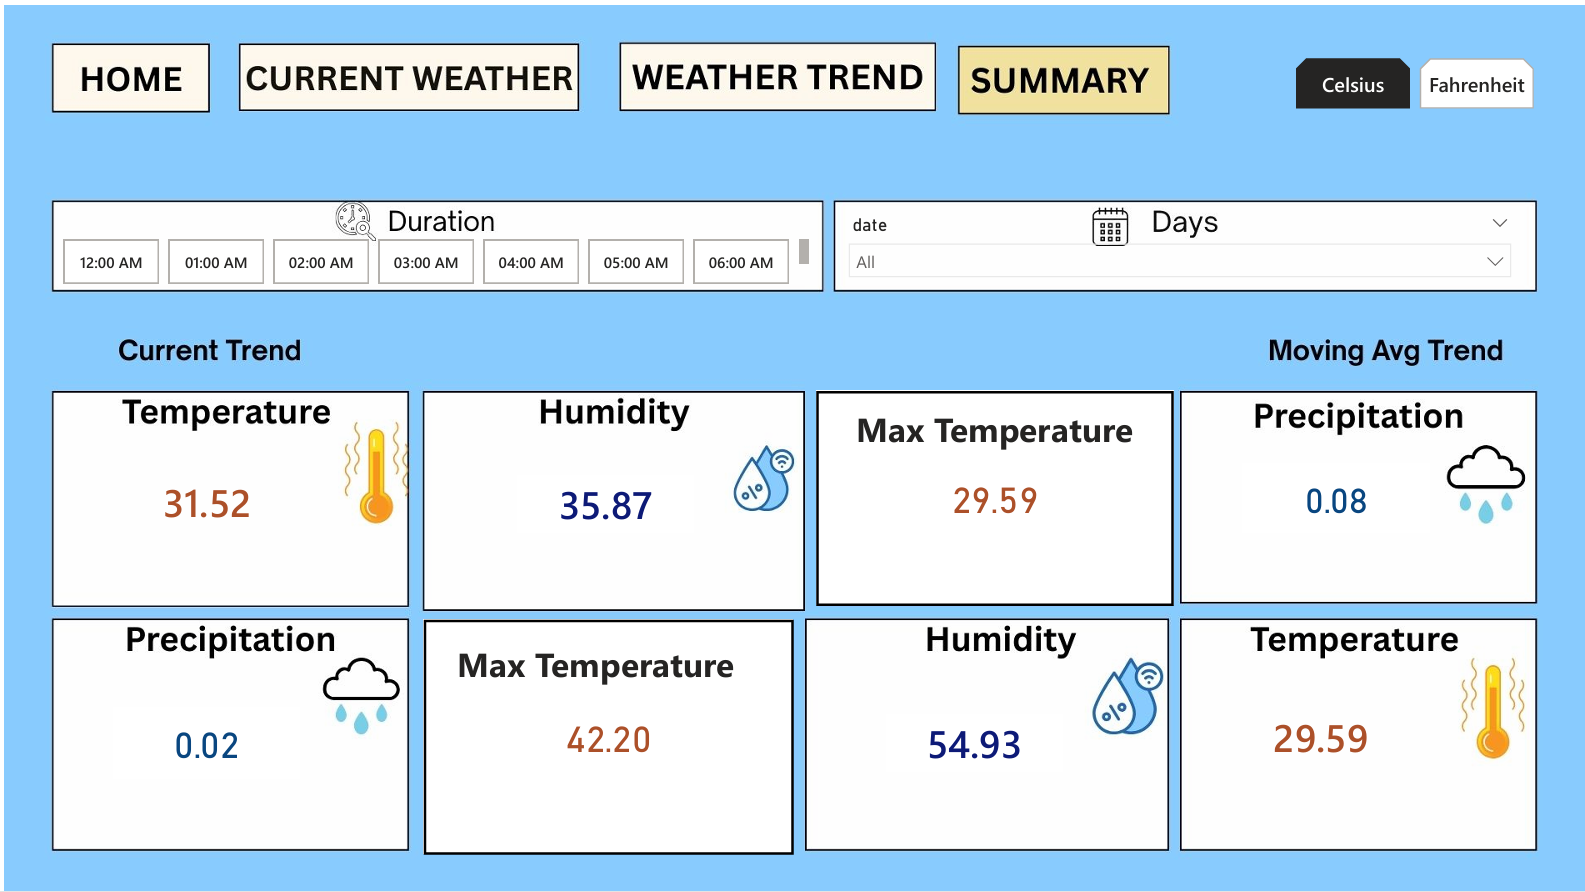 HOME
CURRENT WEATHER
WEATHER TREND
SUMMARY
Celsius
Fahrenheit
Duration
12:00 AM
01:00 AM
02:00 AM
03:00 AM
04:00 AM
05:00 AM
06:00 AM
date
Days
All
Current Trend
Moving Avg Trend
Temperature
31.52
Humidity
%
35.87
Max Temperature
29.59
Precipitation
0.08
Precipitation
0.02
Max Temperature
42.20
Humidity
%
54.93
Temperature
29.59